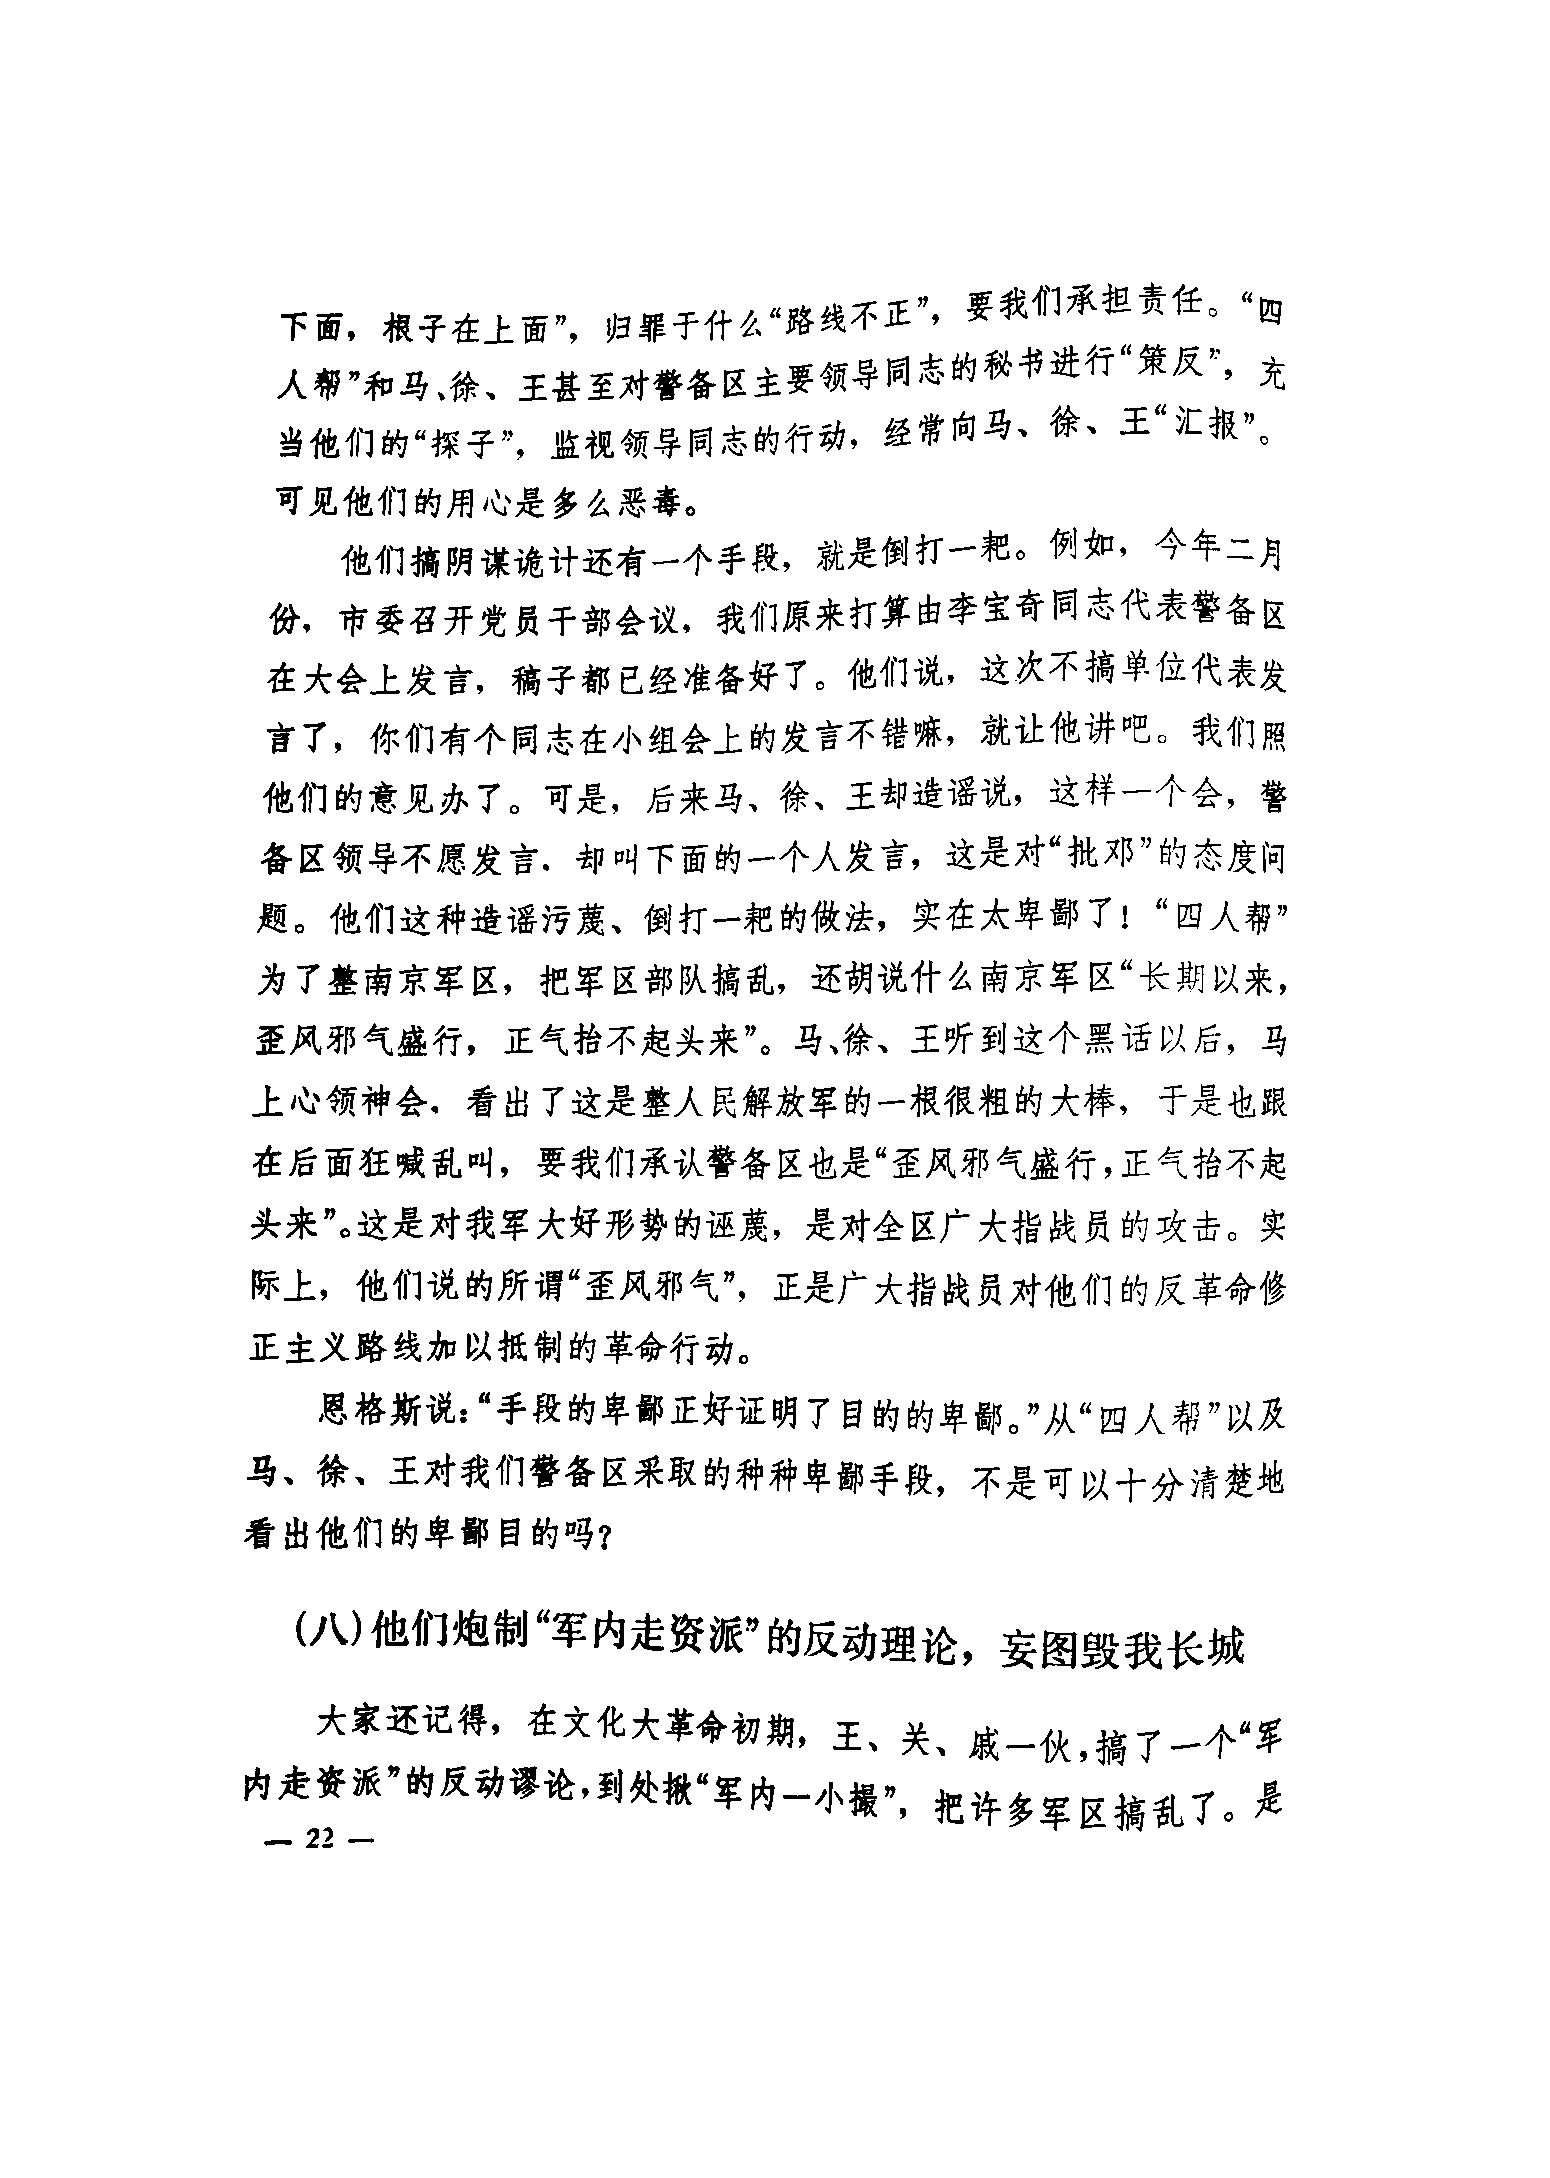 下面，根子在上面”，归罪于什么“路线不正”，要我们承担责任。“四
人帮”和马、徐、王甚至对警备区主要领导同志的秘书进行“策反”，充
当他们的“探子”，监视领导同志的行动，经常向马、徐、王“汇报”。
可见他们的用心是多么恶毒。
他们搞阴谋诡计还有一个手段，就是倒打一耙。例如，今年二月
份，市委召开党员干部会议，我们原来打算由李宝奇同志代表警备区
在大会上发言，稿子都已经准备好了。他们说，这次不搞单位代表发
言了，你们有个同志在小组会上的发言不错嘛，就让他讲吧。我们照
他们的意见办了。可是，后来马、徐、王却造谣说，这样一个会，警
备区领导不愿发言，却叫下面的一个人发言，这是对“批邓”的态度问
题。他们这种造谣污蔑、倒打一耙的做法，实在太卑鄙了！“四人帮”
为了整南京军区，把军区部队搞乱，还胡说什么南京军区“长期以来，
歪风邪气盛行，正气抬不起头来”。马、徐、王听到这个黑话以后，马
上心领神会，看出了这是整人民解放军的一根很粗的大棒，于是也跟
在后面狂喊乱叫，要我们承认警备区也是“歪风邪气盛行，正气抬不起
头来”。这是对我军大好形势的诬蔑，是对全区广大指战员的攻击。实
际上，他们说的所谓“歪风邪气”，正是广大指战员对他们的反革命修
正主义路线加以抵制的革命行动。
恩格斯说：“手段的卑鄙正好证明了目的的卑鄙。”从“四人帮”以及
马、徐、王对我们警备区采取的种种卑鄙手段，不是可以十分清楚地
看出他们的卑鄙目的吗？
(八)他们炮制“军内走资派”的反动理论，妄图毁我长城
大家还记得，在文化大革命初期，王、关、戚一伙，搞了一个“军
内走资派”的反动谬论，到处揪“军内一小撮”，把许多军区搞乱了。是
— 22 —